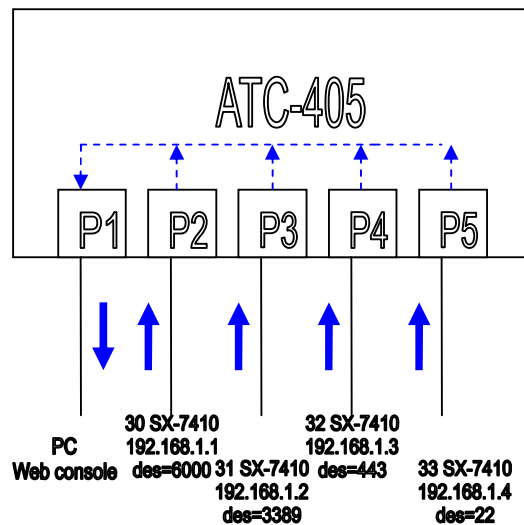 ATC-405
P1 P2 P3 P4 P5
PC
Web console
30 SX-7410
192.168.1.1
des=6000
31 SX-7410
192.168.1.2
des=3389
32 SX-7410
192.168.1.3
des=443
33 SX-7410
192.168.1.4
des=22